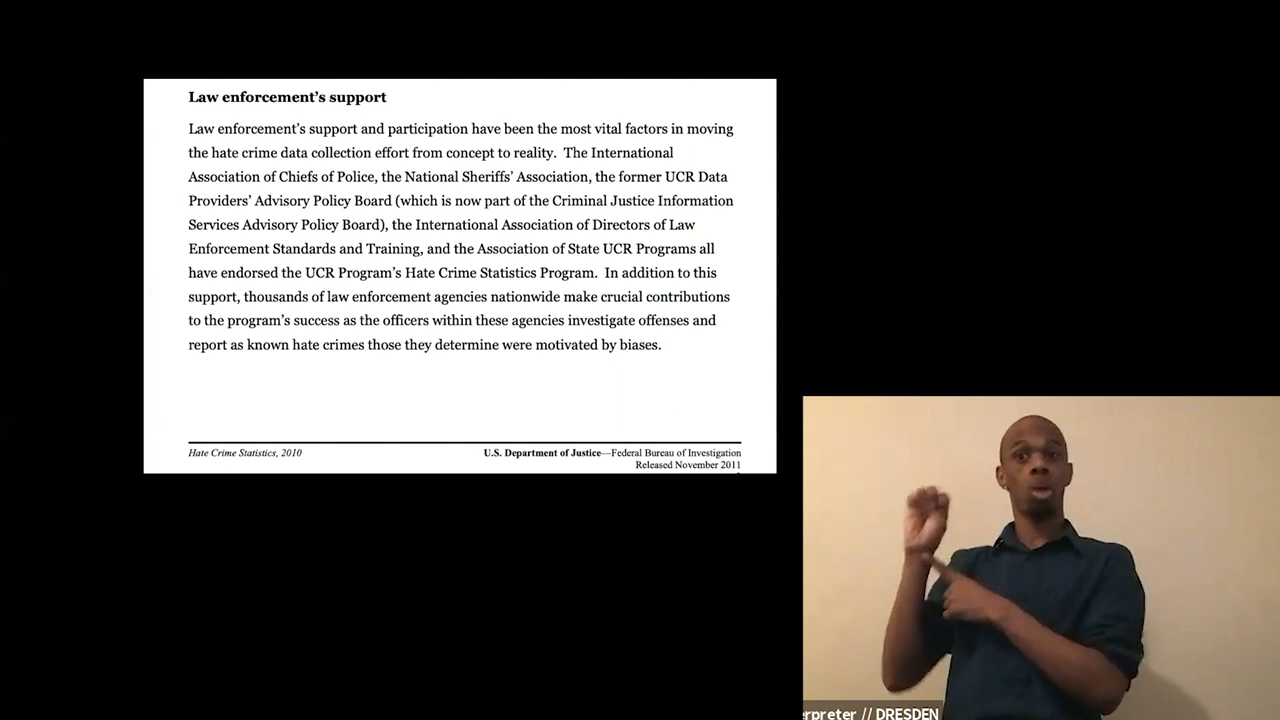 Law enforcement’s support
Law enforcement’s support and participation have been the most vital factors in moving
the hate crime data collection effort from concept to reality.  The International
Association of Chiefs of Police, the National Sheriffs’ Association, the former UCR Data
Providers’ Advisory Policy Board (which is now part of the Criminal Justice Information
Services Advisory Policy Board), the International Association of Directors of Law
Enforcement Standards and Training, and the Association of State UCR Programs all
have endorsed the UCR Program’s Hate Crime Statistics Program.  In addition to this
support, thousands of law enforcement agencies nationwide make crucial contributions
to the program’s success as the officers within these agencies investigate offenses and
report as known hate crimes those they determine were motivated by biases.
Hate Crime Statistics, 2010
U.S. Department of Justice—Federal Bureau of Investigation
Released November 2011
erpreter // DRESDEN